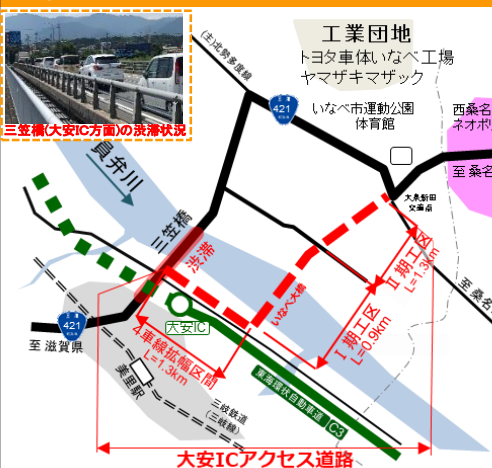 三笠橋(大安IC方面)の渋滞状況
工業団地
トヨタ車体いなべ工場
ヤマザキマザック
(主)北勢多度線
421
いなべ市運動公園
体育館
西桑名
ネオポリ
至 桑名
大泉新田
交差点
員弁川
三笠橋
渋滞
いなべ大橋
Ⅱ期工区
L=1.3km
Ⅰ期工区
L=0.9km
至 桑名
大安IC
421
至 滋賀県
4車線拡幅区間
L=1.3km
美里駅
三岐鉄道
(三岐線)
東海環状自動車道
C3
大安ICアクセス道路